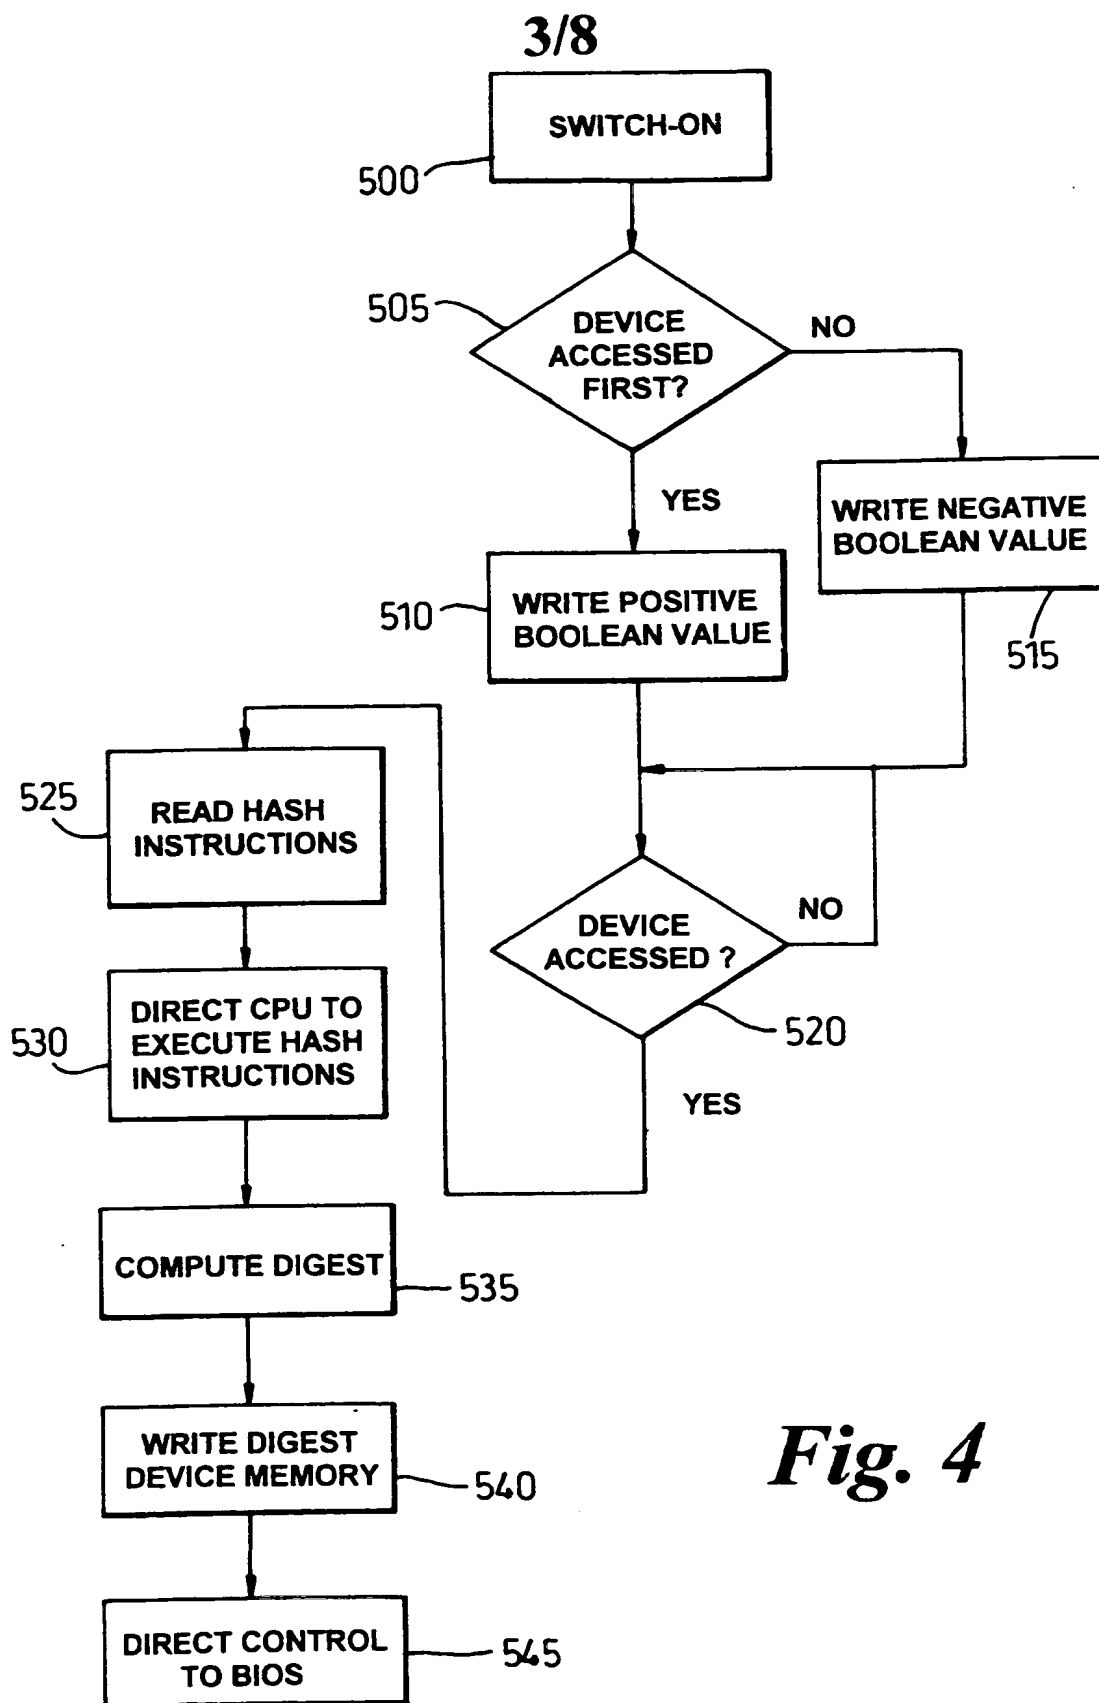 3/8
SWITCH-ON
500
505
DEVICE
ACCESSED
FIRST?
NO
YES
WRITE NEGATIVE
BOOLEAN VALUE
515
510
WRITE POSITIVE
BOOLEAN VALUE
525
READ HASH
INSTRUCTIONS
DEVICE
ACCESSED ?
NO
520
YES
530
DIRECT CPU TO
EXECUTE HASH
INSTRUCTIONS
COMPUTE DIGEST
535
WRITE DIGEST
DEVICE MEMORY
540
DIRECT CONTROL
TO BIOS
545
Fig. 4